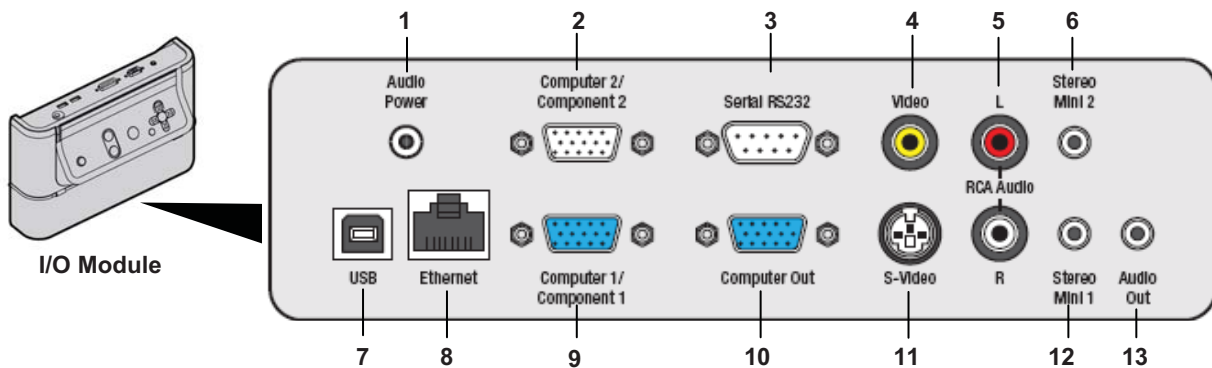 1 2 3 4 5 6
Audio
Power
Computer 2/
Component 2
Serial RS232
Video
L
Stereo
Mini 2
RCA Audio
I/O Module
USB
Ethernet
Computer 1/
Component 1
Computer Out
S-Video
R
Stereo
Mini 1
Audio
Out
7 8 9 10 11 12 13